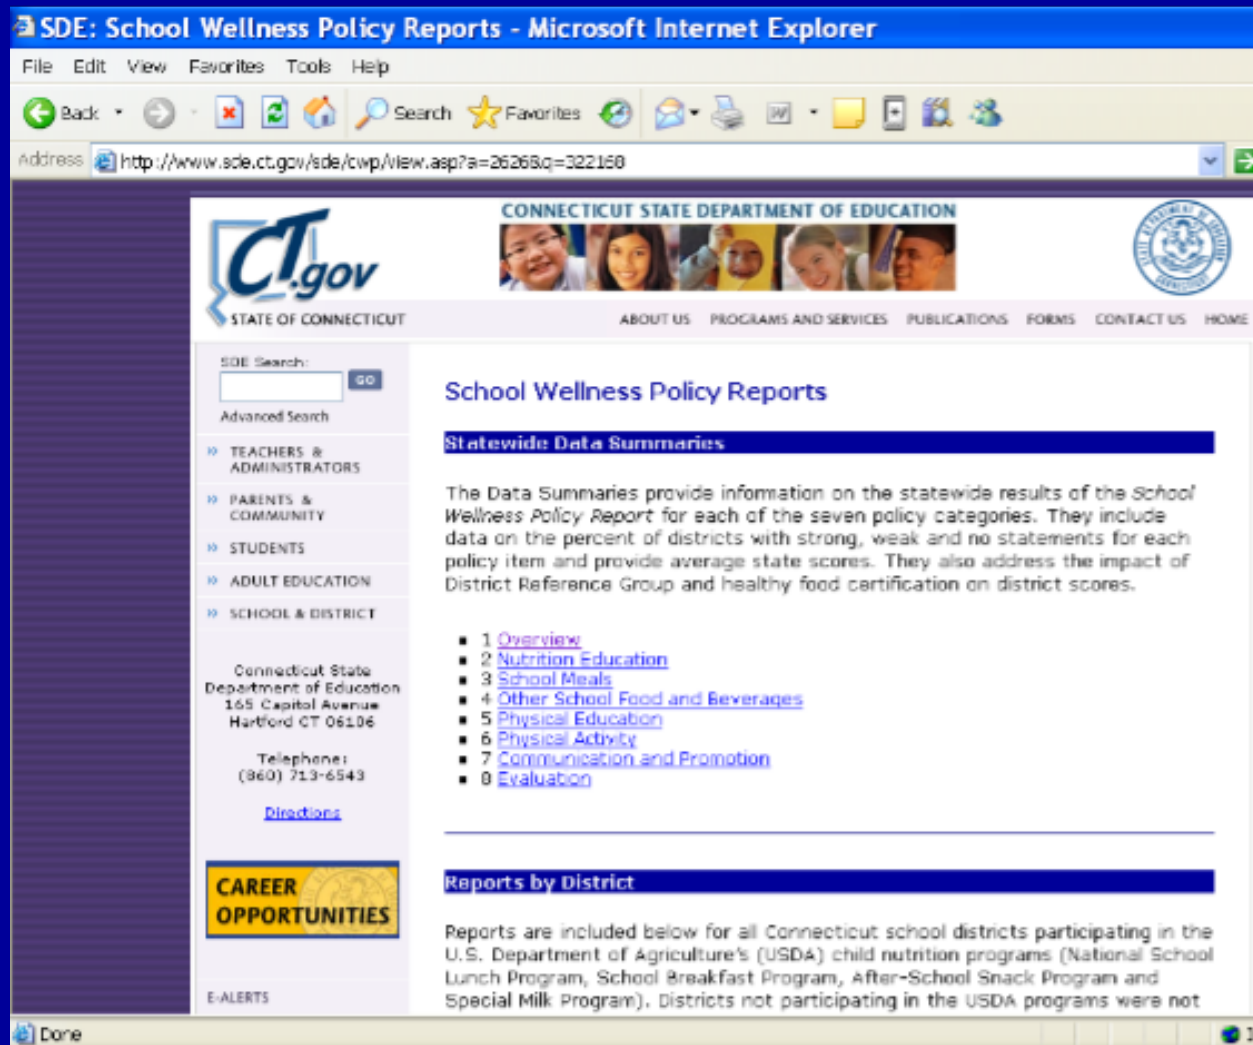 SDE: School Wellness Policy Reports - Microsoft Internet Explorer
File Edit View Favorites Tools Help
Back Search Favorites
Address http://www.sde.ct.gov/sde/cwp/view.asp?a=2626&q=322168
CT.gov
STATE OF CONNECTICUT
CONNECTICUT STATE DEPARTMENT OF EDUCATION
ABOUT US PROGRAMS AND SERVICES PUBLICATIONS FORMS CONTACT US HOME
SDE Search:
GO
Advanced Search
TEACHERS &
ADMINISTRATORS
PARENTS &
COMMUNITY
STUDENTS
ADULT EDUCATION
SCHOOL & DISTRICT
Connecticut State
Department of Education
165 Capitol Avenue
Hartford CT 06106
Telephone:
(860) 713-6543
Directions
CAREER
OPPORTUNITIES
E-ALERTS
School Wellness Policy Reports
Statewide Data Summaries
The Data Summaries provide information on the statewide results of the School
Wellness Policy Report for each of the seven policy categories. They include
data on the percent of districts with strong, weak and no statements for each
policy item and provide average state scores. They also address the impact of
District Reference Group and healthy food certification on district scores.
▪ 1 Overview
▪ 2 Nutrition Education
▪ 3 School Meals
▪ 4 Other School Food and Beverages
▪ 5 Physical Education
▪ 6 Physical Activity
▪ 7 Communication and Promotion
▪ 8 Evaluation
Reports by District
Reports are included below for all Connecticut school districts participating in the
U.S. Department of Agriculture's (USDA) child nutrition programs (National School
Lunch Program, School Breakfast Program, After-School Snack Program and
Special Milk Program). Districts not participating in the USDA programs were not
Done